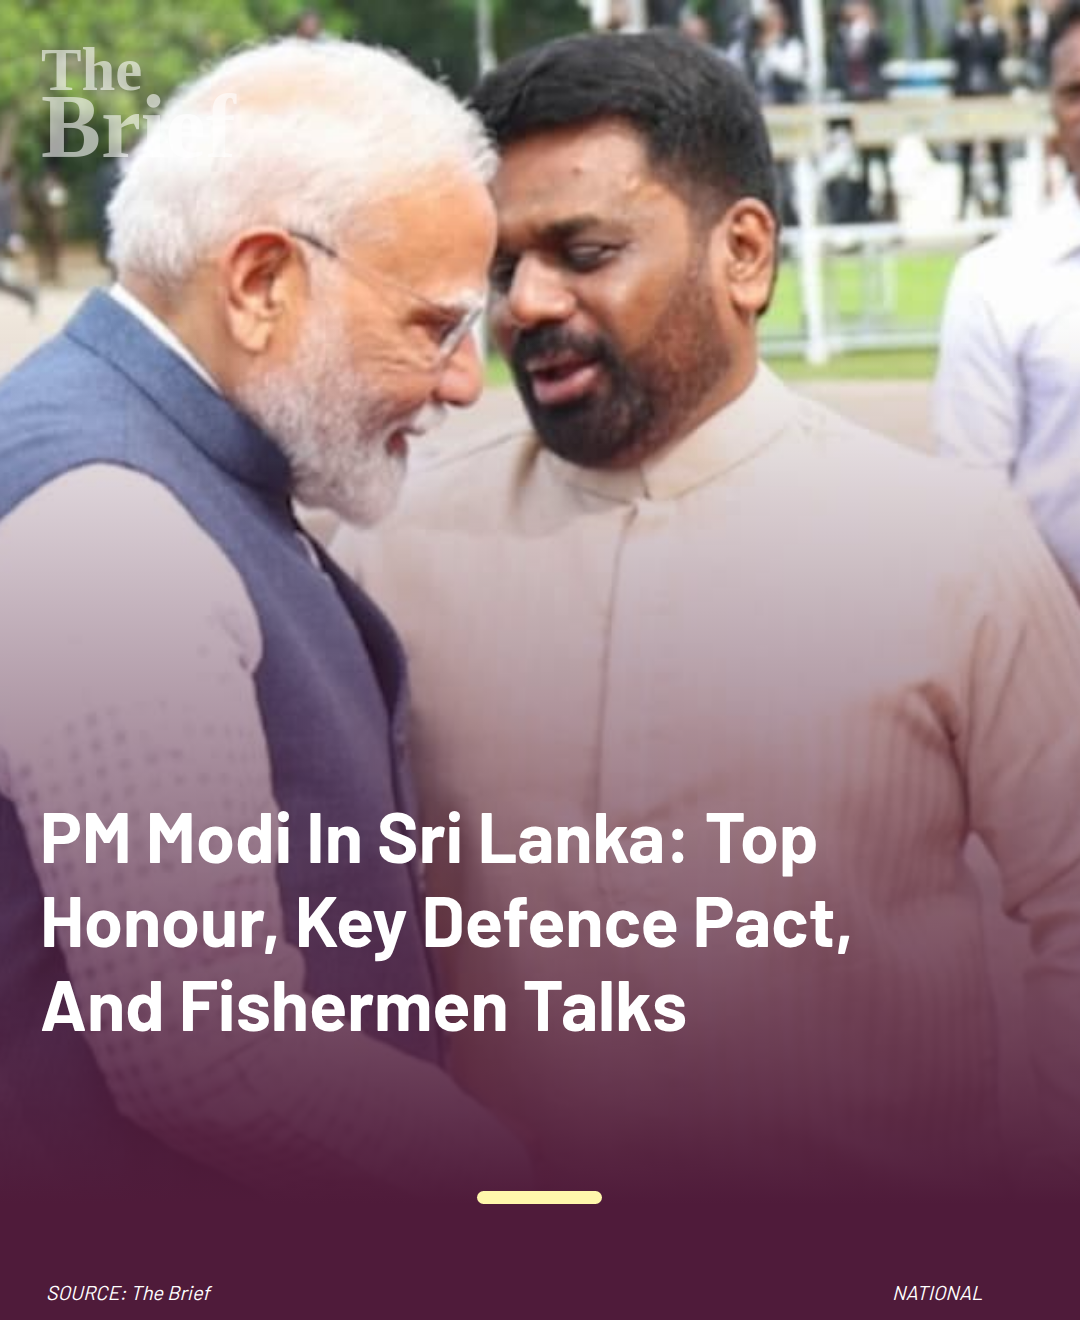 The
Brief
PM Modi In Sri Lanka: Top
Honour, Key Defence Pact,
And Fishermen Talks
SOURCE: The Brief
NATIONAL